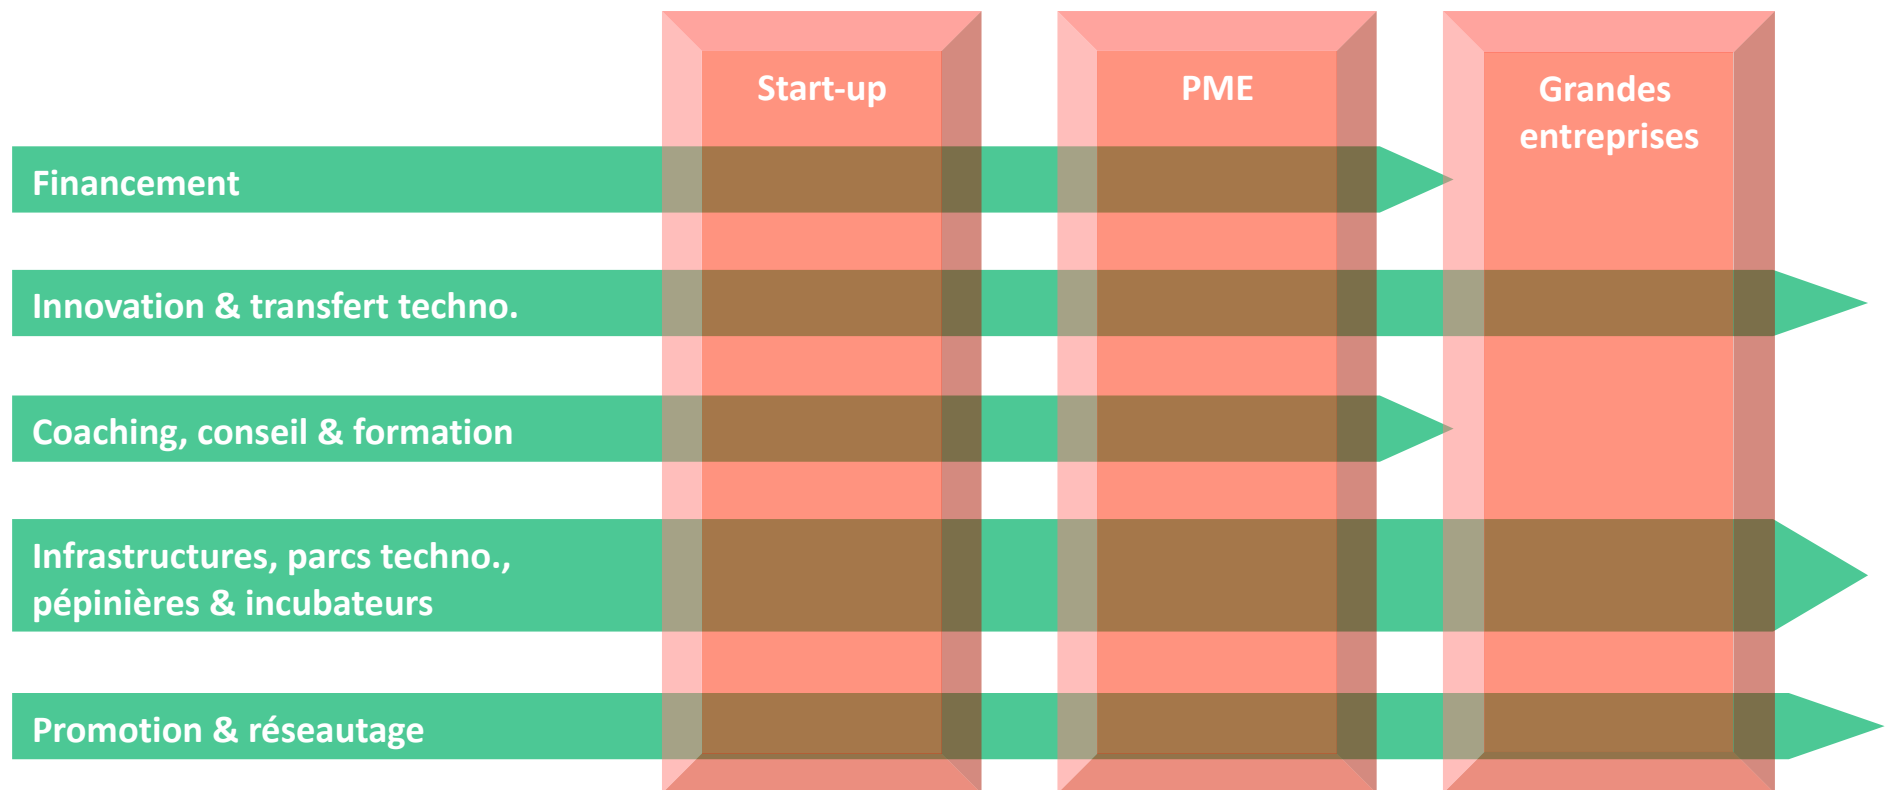 Start-up
PME
Grandes
entreprises
Financement
Innovation & transfert techno.
Coaching, conseil & formation
Infrastructures, parcs techno.,
pépinières & incubateurs
Promotion & réseautage